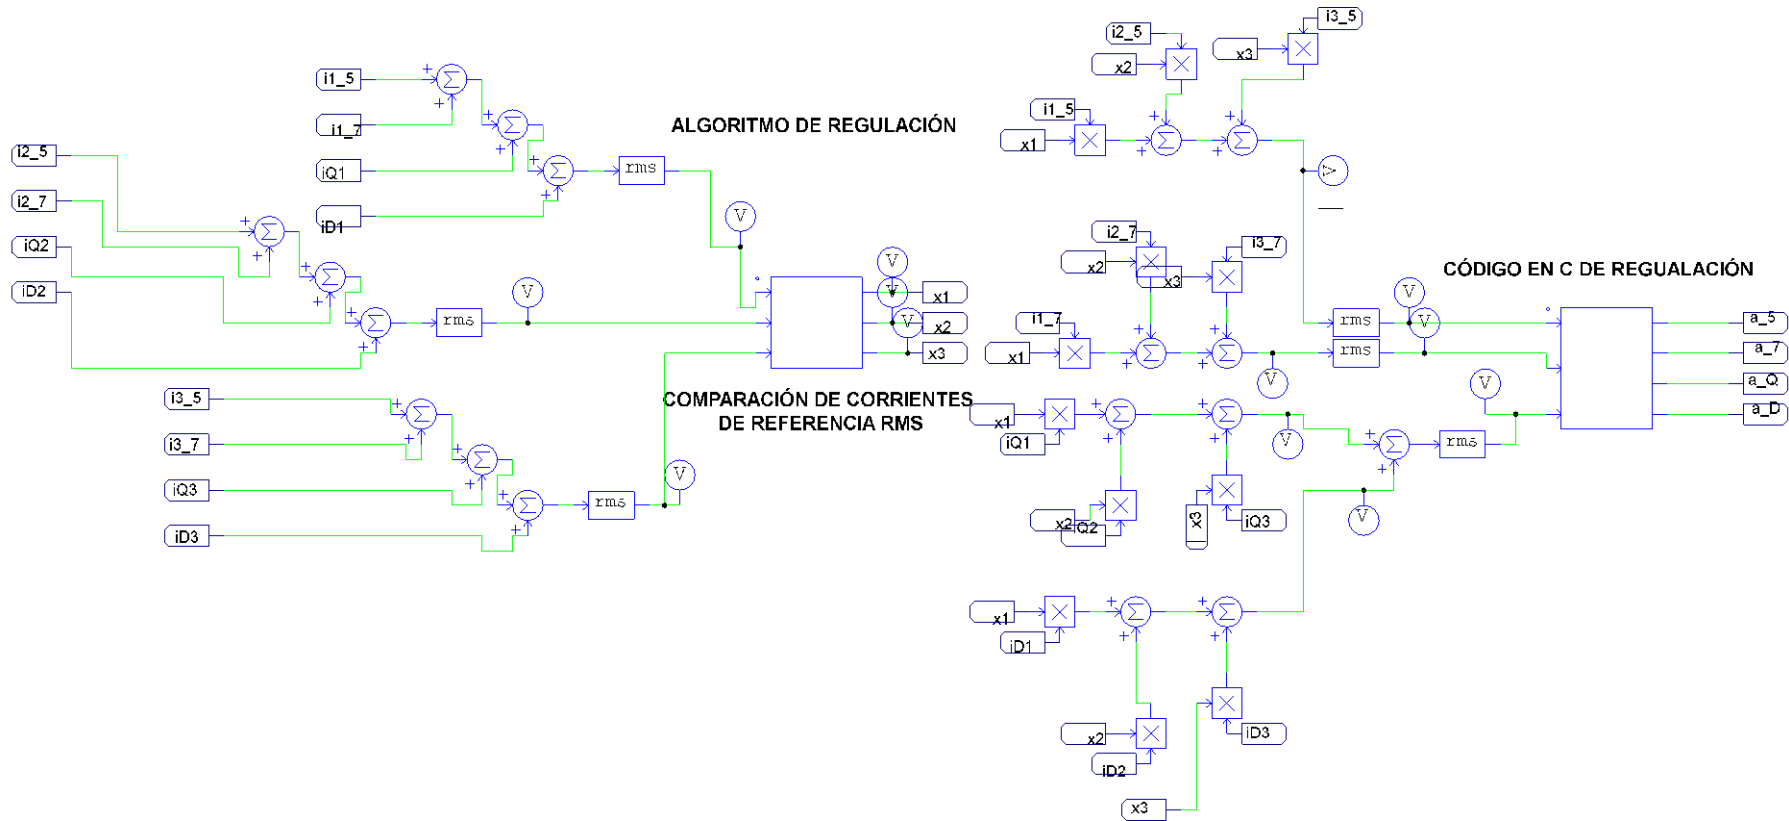 i1_5
i1_7
iQ1
iD1
rms
V
ALGORITMO DE REGULACIÓN
i2_5
i2_7
iQ2
iD2
rms
V
V
V
V
x1
x2
x3
COMPARACIÓN DE CORRIENTES
DE REFERENCIA RMS
i3_5
i3_7
iQ3
iD3
rms
V
i2_5
x2
i3_5
x3
i1_5
x1
V
i2_7
x2
i3_7
x3
i1_7
x1
V
rms
rms
V
V
CÓDIGO EN C DE REGUALACIÓN
a_5
a_7
a_Q
a_D
x1
iQ1
V
V
rms
x2
Q2
x3
iQ3
V
x1
iD1
x2
iD2
iD3
x3